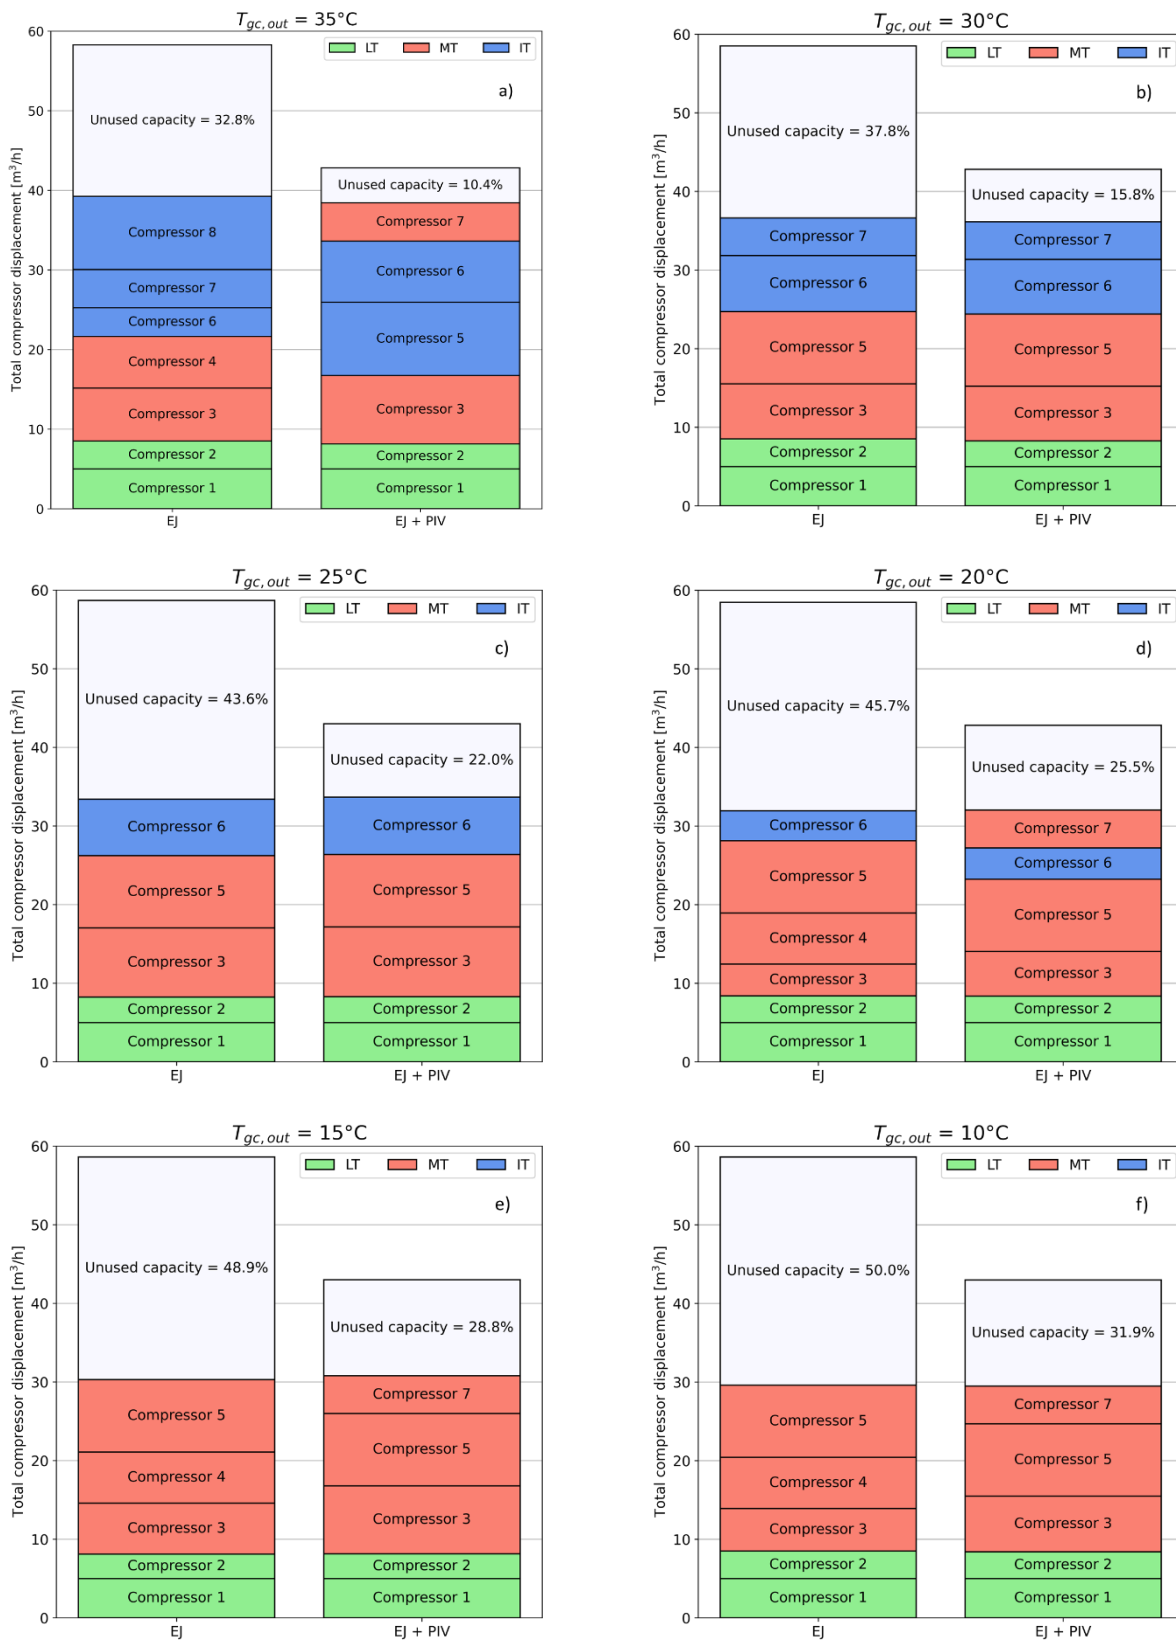 T_gc,out = 35°C
LT MT IT
a)
Total compressor displacement [m³/h]
60
50
40
30
20
10
0
Unused capacity = 32.8%
Compressor 8
Compressor 7
Compressor 6
Compressor 4
Compressor 3
Compressor 2
Compressor 1
EJ
Unused capacity = 10.4%
Compressor 7
Compressor 6
Compressor 5
Compressor 3
Compressor 2
Compressor 1
EJ + PIV
T_gc,out = 30°C
LT MT IT
b)
Total compressor displacement [m³/h]
60
50
40
30
20
10
0
Unused capacity = 37.8%
Compressor 7
Compressor 6
Compressor 5
Compressor 3
Compressor 2
Compressor 1
EJ
Unused capacity = 15.8%
Compressor 7
Compressor 6
Compressor 5
Compressor 3
Compressor 2
Compressor 1
EJ + PIV
T_gc,out = 25°C
LT MT IT
c)
Total compressor displacement [m³/h]
60
50
40
30
20
10
0
Unused capacity = 43.6%
Compressor 6
Compressor 5
Compressor 3
Compressor 2
Compressor 1
EJ
Unused capacity = 22.0%
Compressor 6
Compressor 5
Compressor 3
Compressor 2
Compressor 1
EJ + PIV
T_gc,out = 20°C
LT MT IT
d)
Total compressor displacement [m³/h]
60
50
40
30
20
10
0
Unused capacity = 45.7%
Compressor 6
Compressor 5
Compressor 4
Compressor 3
Compressor 2
Compressor 1
EJ
Unused capacity = 25.5%
Compressor 7
Compressor 6
Compressor 5
Compressor 3
Compressor 2
Compressor 1
EJ + PIV
T_gc,out = 15°C
LT MT IT
e)
Total compressor displacement [m³/h]
60
50
40
30
20
10
0
Unused capacity = 48.9%
Compressor 5
Compressor 4
Compressor 3
Compressor 2
Compressor 1
EJ
Unused capacity = 28.8%
Compressor 7
Compressor 5
Compressor 3
Compressor 2
Compressor 1
EJ + PIV
T_gc,out = 10°C
LT MT IT
f)
Total compressor displacement [m³/h]
60
50
40
30
20
10
0
Unused capacity = 50.0%
Compressor 5
Compressor 4
Compressor 3
Compressor 2
Compressor 1
EJ
Unused capacity = 31.9%
Compressor 7
Compressor 5
Compressor 3
Compressor 2
Compressor 1
EJ + PIV